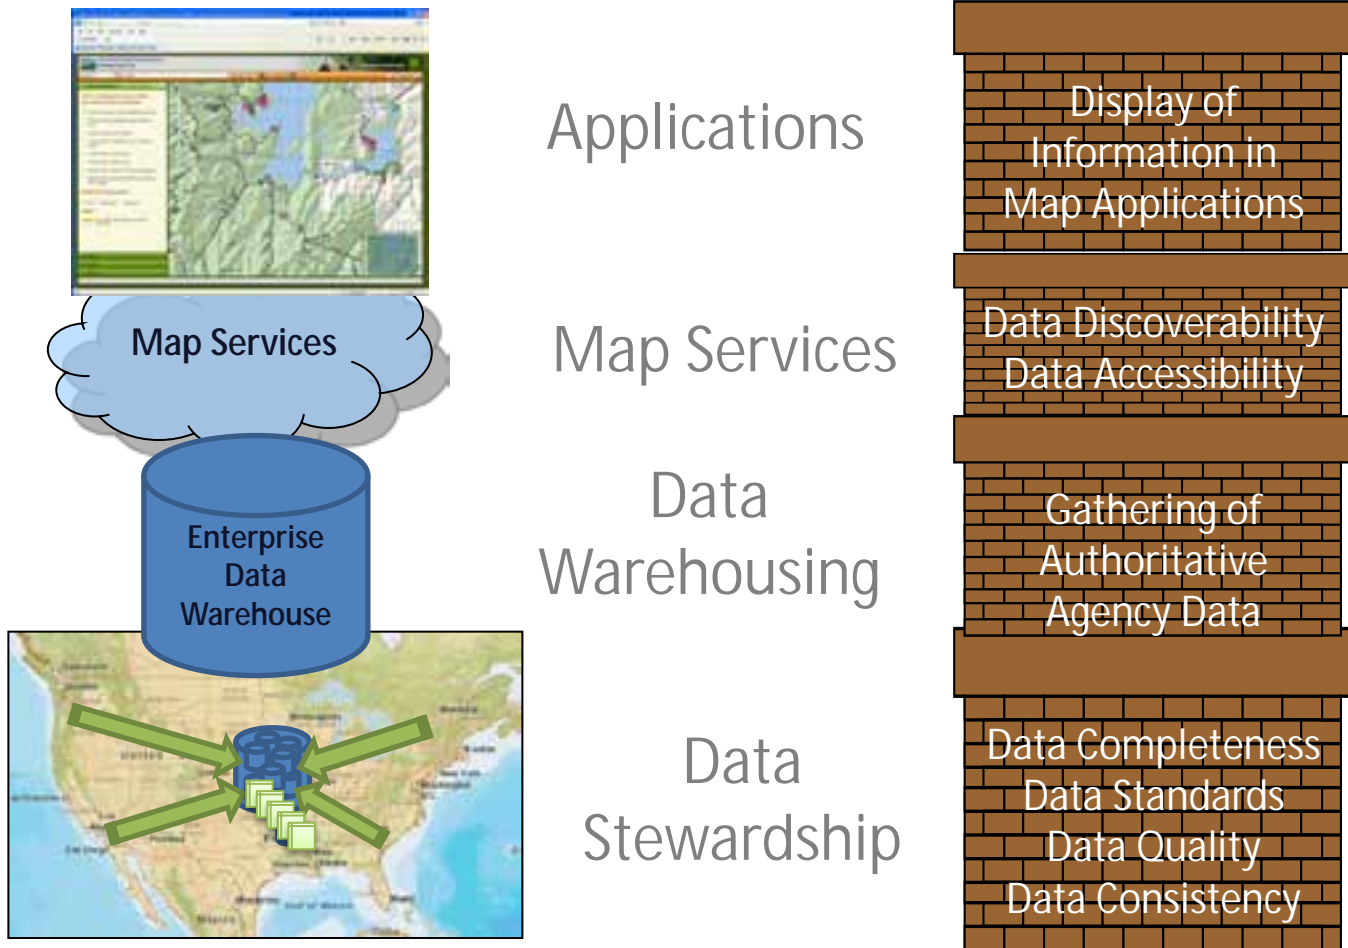 Applications
Display of
Information in
Map Applications
Map Services
Map Services
Data Discoverability
Data Accessibility
Enterprise
Data
Warehouse
Data
Warehousing
Gathering of
Authoritative
Agency Data
Data
Stewardship
Data Completeness
Data Standards
Data Quality
Data Consistency